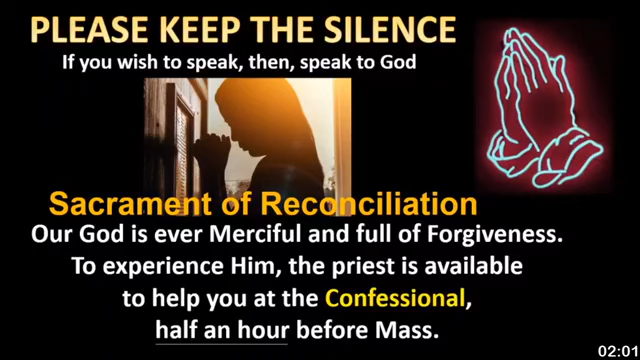 PLEASE KEEP THE SILENCE
If you wish to speak, then, speak to God
Sacrament of Reconciliation
Our God is ever Merciful and full of Forgiveness.
To experience Him, the priest is available
to help you at the Confessional,
half an hour before Mass.
02:01